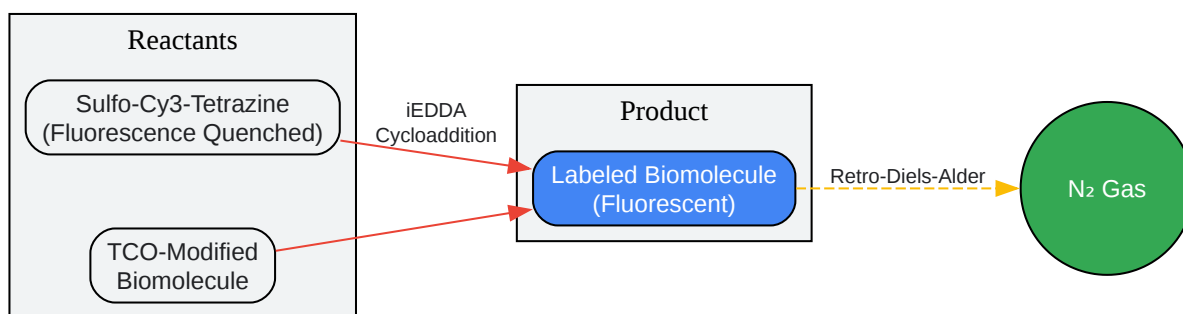 Reactants
Sulfo-Cy3-Tetrazine
(Fluorescence Quenched)
TCO-Modified
Biomolecule
iEDDA
Cycloaddition
Product
Labeled Biomolecule
(Fluorescent)
Retro-Diels-Alder
N₂ Gas